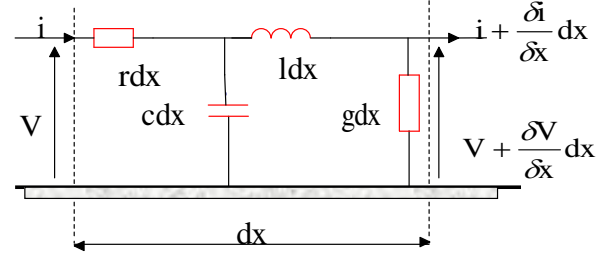 i
i + δi/δx dx
rdx
ldx
V
cdx
gdx
V + δV/δx dx
dx